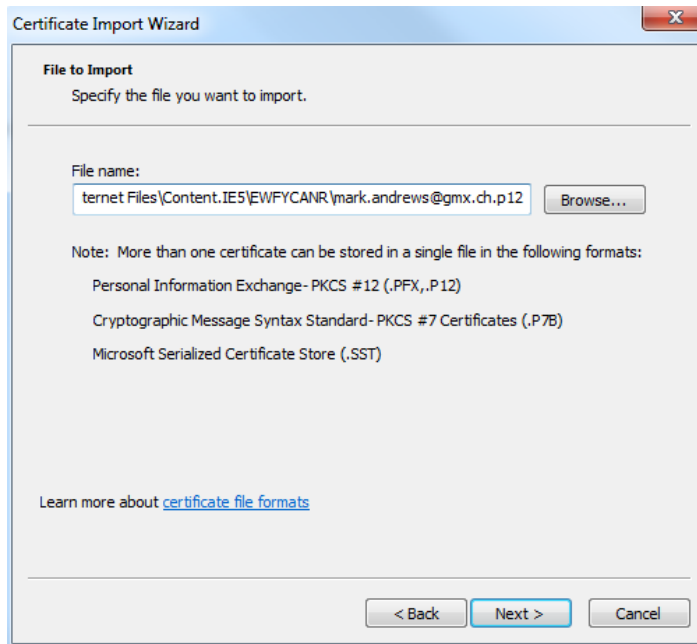 Certificate Import Wizard
File to Import
Specify the file you want to import.
File name:
ternet Files\Content.IE5\EWFYCANR\mark.andrews@gmx.ch.p12
Browse...
Note: More than one certificate can be stored in a single file in the following formats:
Personal Information Exchange- PKCS #12 (.PFX,.P12)
Cryptographic Message Syntax Standard- PKCS #7 Certificates (.P7B)
Microsoft Serialized Certificate Store (.SST)
Learn more about certificate file formats
< Back
Next >
Cancel